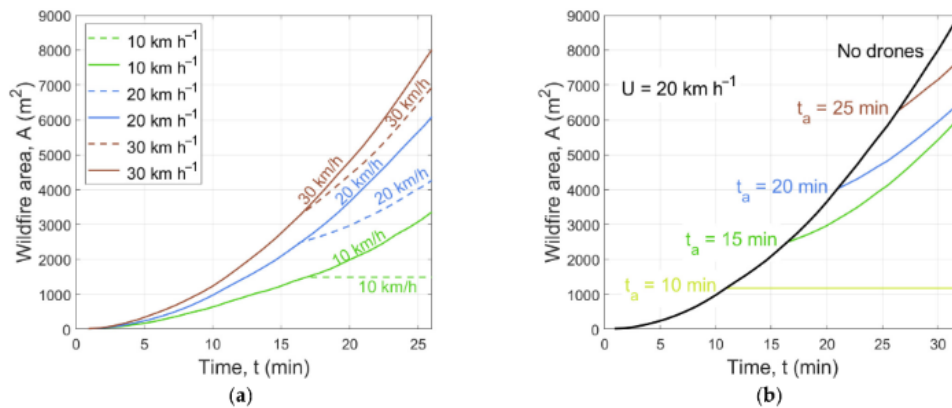 9000
8000
7000
6000
5000
4000
3000
2000
1000
0
Wildfire area, A (m²)
10 km h⁻¹
10 km h⁻¹
20 km h⁻¹
20 km h⁻¹
30 km h⁻¹
30 km h⁻¹
30 km/h
30 km/h
20 km/h
20 km/h
10 km/h
10 km/h
0 5 10 15 20 25
Time, t (min)
(a)
9000
8000
7000
6000
5000
4000
3000
2000
1000
0
Wildfire area, A (m²)
No drones
U = 20 km h⁻¹
tₐ = 25 min
tₐ = 20 min
tₐ = 15 min
tₐ = 10 min
0 5 10 15 20 25 30
Time, t (min)
(b)